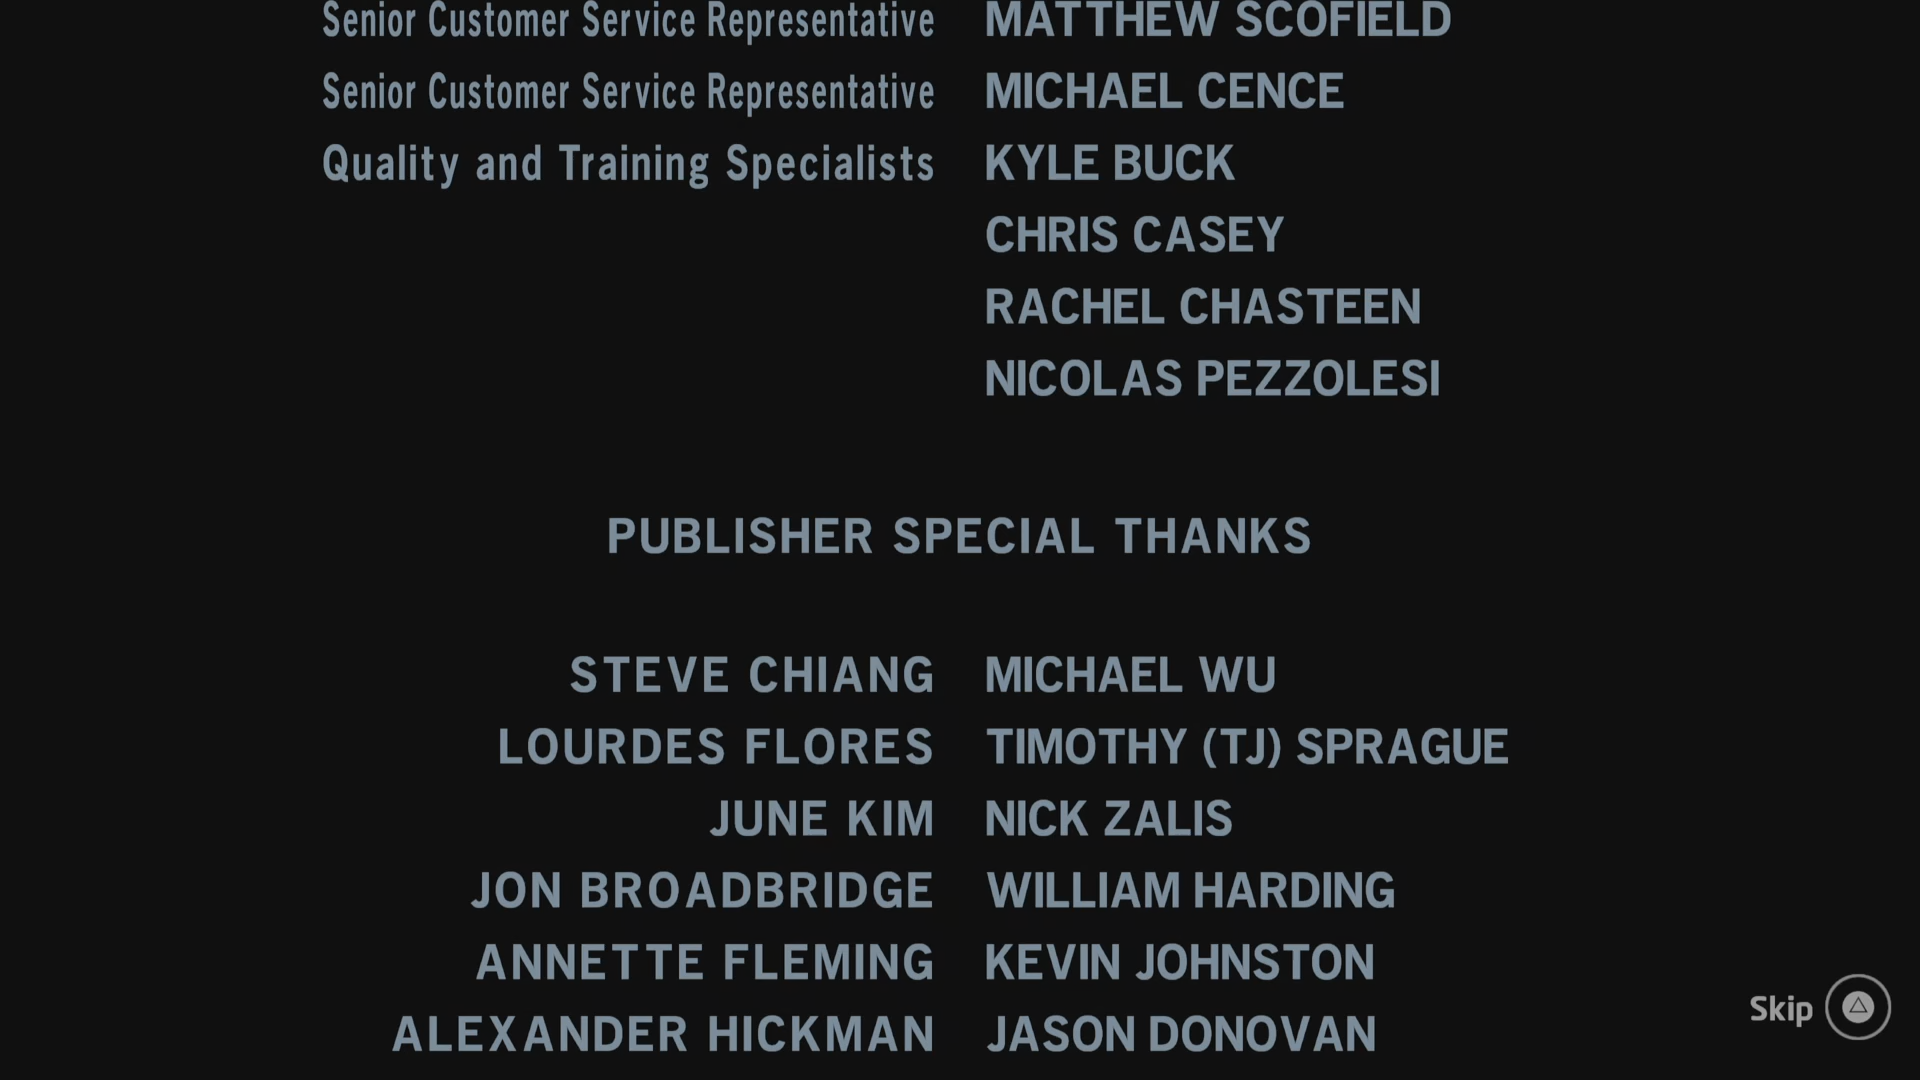 Senior Customer Service Representative MATTHEW SCOFIELD
Senior Customer Service Representative MICHAEL CENCE
Quality and Training Specialists KYLE BUCK
CHRIS CASEY
RACHEL CHASTEEN
NICOLAS PEZZOLESI
PUBLISHER SPECIAL THANKS
STEVE CHIANG MICHAEL WU
LOURDES FLORES TIMOTHY (TJ) SPRAGUE
JUNE KIM NICK ZALIS
JON BROADBRIDGE WILLIAM HARDING
ANNETTE FLEMING KEVIN JOHNSTON
ALEXANDER HICKMAN JASON DONOVAN
Skip